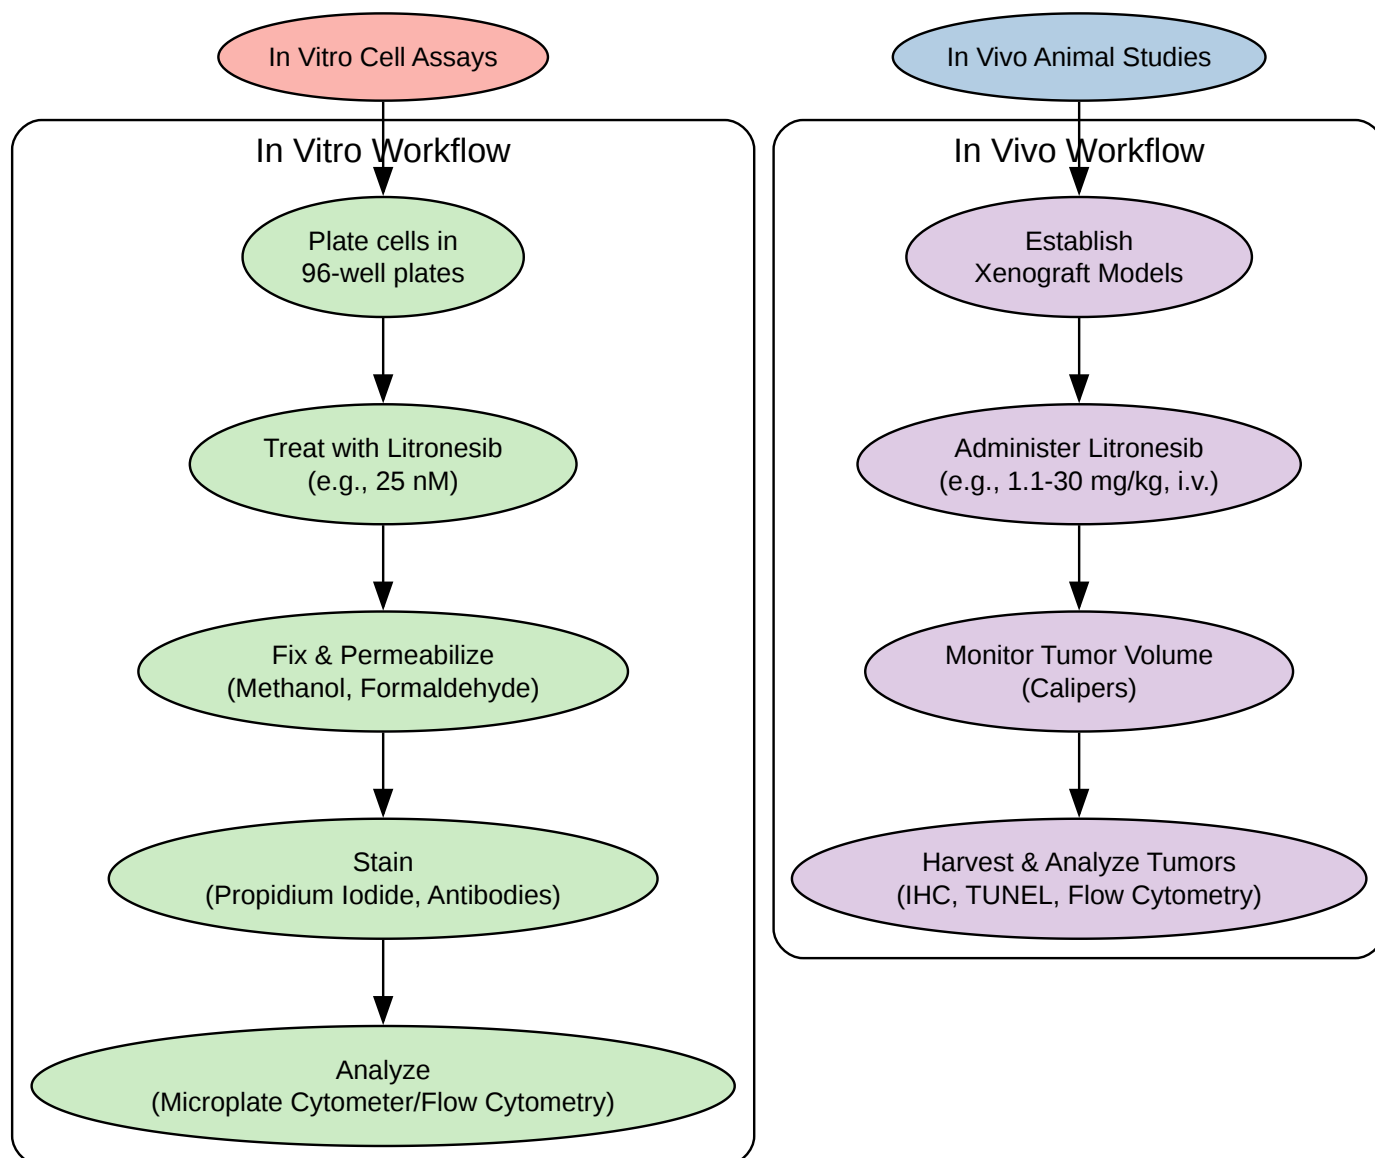 In Vitro Cell Assays
In Vitro Workflow
Plate cells in
96-well plates
Treat with Litronesib
(e.g., 25 nM)
Fix & Permeabilize
(Methanol, Formaldehyde)
Stain
(Propidium Iodide, Antibodies)
Analyze
(Microplate Cytometer/Flow Cytometry)
In Vivo Animal Studies
In Vivo Workflow
Establish
Xenograft Models
Administer Litronesib
(e.g., 1.1-30 mg/kg, i.v.)
Monitor Tumor Volume
(Calipers)
Harvest & Analyze Tumors
(IHC, TUNEL, Flow Cytometry)